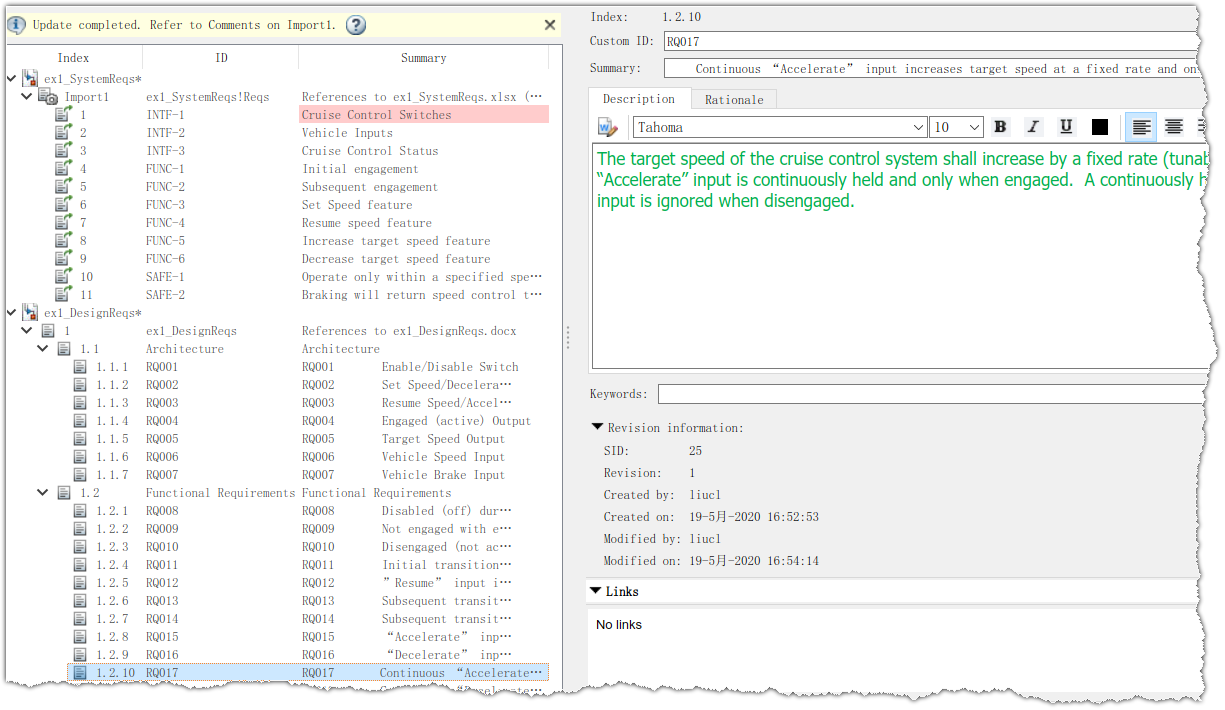 Update completed. Refer to Comments on Import1.
Index ID Summary
ex1_SystemReqs*
Import1 ex1_SystemReqs!Reqs References to ex1_SystemReqs.xlsx (…
1 INTF-1 Cruise Control Switches
2 INTF-2 Vehicle Inputs
3 INTF-3 Cruise Control Status
4 FUNC-1 Initial engagement
5 FUNC-2 Subsequent engagement
6 FUNC-3 Set Speed feature
7 FUNC-4 Resume speed feature
8 FUNC-5 Increase target speed feature
9 FUNC-6 Decrease target speed feature
10 SAFE-1 Operate only within a specified spe…
11 SAFE-2 Braking will return speed control t…
ex1_DesignReqs*
1 ex1_DesignReqs References to ex1_DesignReqs.docx
1.1 Architecture Architecture
1.1.1 RQ001 RQ001 Enable/Disable Switch
1.1.2 RQ002 RQ002 Set Speed/Decelera…
1.1.3 RQ003 RQ003 Resume Speed/Accel…
1.1.4 RQ004 RQ004 Engaged (active) Output
1.1.5 RQ005 RQ005 Target Speed Output
1.1.6 RQ006 RQ006 Vehicle Speed Input
1.1.7 RQ007 RQ007 Vehicle Brake Input
1.2 Functional Requirements Functional Requirements
1.2.1 RQ008 RQ008 Disabled (off) dur…
1.2.2 RQ009 RQ009 Not engaged with e…
1.2.3 RQ010 RQ010 Disengaged (not ac…
1.2.4 RQ011 RQ011 Initial transition…
1.2.5 RQ012 RQ012 ”Resume” input i…
1.2.6 RQ013 RQ013 Subsequent transit…
1.2.7 RQ014 RQ014 Subsequent transit…
1.2.8 RQ015 RQ015 “Accelerate” inp…
1.2.9 RQ016 RQ016 “Decelerate” inp…
1.2.10 RQ017 RQ017 Continuous “Accelerate…
Index: 1.2.10
Custom ID: RQ017
Summary: Continuous “Accelerate” input increases target speed at a fixed rate and on
Description Rationale
Tahoma 10 B I U
The target speed of the cruise control system shall increase by a fixed rate (tunab
“Accelerate” input is continuously held and only when engaged. A continuously h
input is ignored when disengaged.
Keywords:
Revision information:
SID: 25
Revision: 1
Created by: liucl
Created on: 19-5月-2020 16:52:53
Modified by: liucl
Modified on: 19-5月-2020 16:54:14
Links
No links